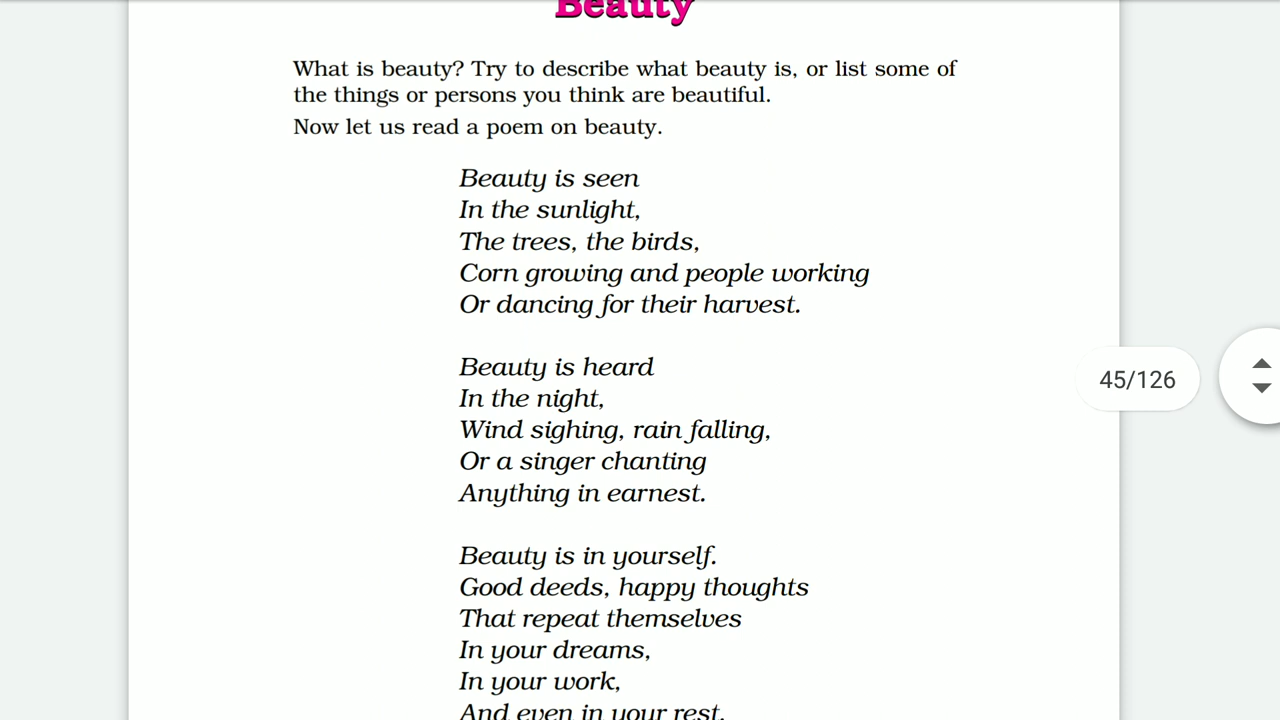 Beauty
What is beauty? Try to describe what beauty is, or list some of
the things or persons you think are beautiful.
Now let us read a poem on beauty.
Beauty is seen
In the sunlight,
The trees, the birds,
Corn growing and people working
Or dancing for their harvest.
Beauty is heard
In the night,
Wind sighing, rain falling,
Or a singer chanting
Anything in earnest.
Beauty is in yourself.
Good deeds, happy thoughts
That repeat themselves
In your dreams,
In your work,
And even in your rest.
45/126